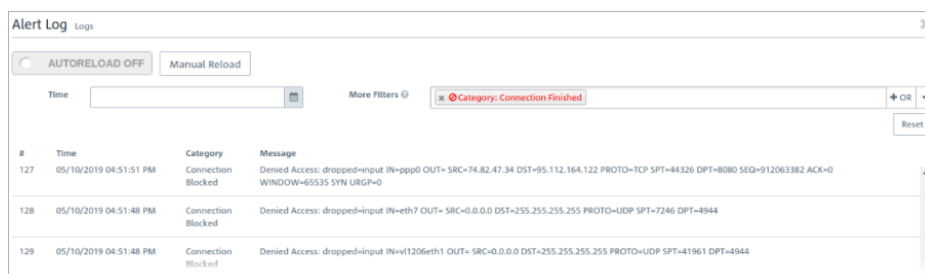 Alert Log Logs
AUTORELOAD OFF Manual Reload
Time More Filters Category: Connection Finished + OR
Reset
# Time Category Message
127 05/10/2019 04:51:51 PM Connection Blocked Denied Access: dropped=input IN=ppp0 OUT= SRC=74.82.47.34 DST=95.112.164.122 PROTO=TCP SPT=44326 DPT=8080 SEQ=912063382 ACK=0
WINDOW=65535 SYN URGP=0
128 05/10/2019 04:51:48 PM Connection Blocked Denied Access: dropped=input IN=eth7 OUT= SRC=0.0.0.0 DST=255.255.255.255 PROTO=UDP SPT=7246 DPT=4944
129 05/10/2019 04:51:48 PM Connection Blocked Denied Access: dropped=input IN=vl1206eth1 OUT= SRC=0.0.0.0 DST=255.255.255.255 PROTO=UDP SPT=41961 DPT=4944